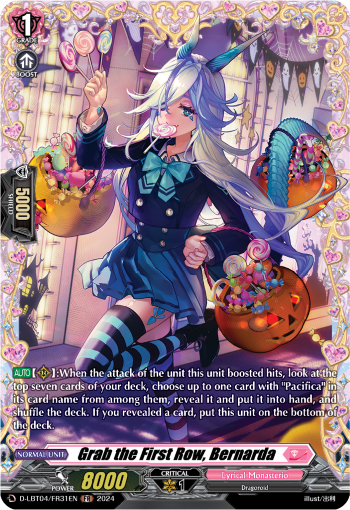 1
GRADE
BOOST
5000
SHIELD
AUTO【R】:When the attack of the unit this unit boosted hits, look at the
top seven cards of your deck, choose up to one card with "Pacifica" in
its card name from among them, reveal it and put it into hand, and
shuffle the deck. If you revealed a card, put this unit on the bottom of
the deck.
NORMAL UNIT
Grab the First Row, Bernarda
POWER
8000
CRITICAL
1
Lyrical Monasterio
Dragoroid
D-LBT04/FR31EN FR 2024
illust/出利